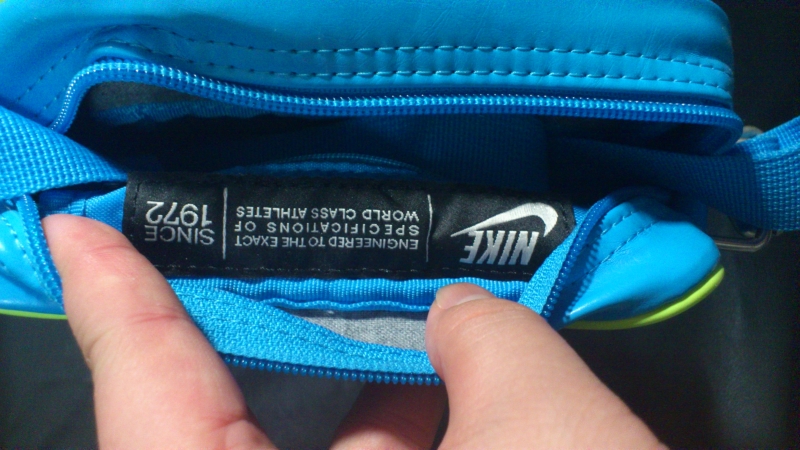 NIKE
ENGINEERED TO THE EXACT
SPECIFICATIONS OF
WORLD CLASS ATHLETES
SINCE
1972